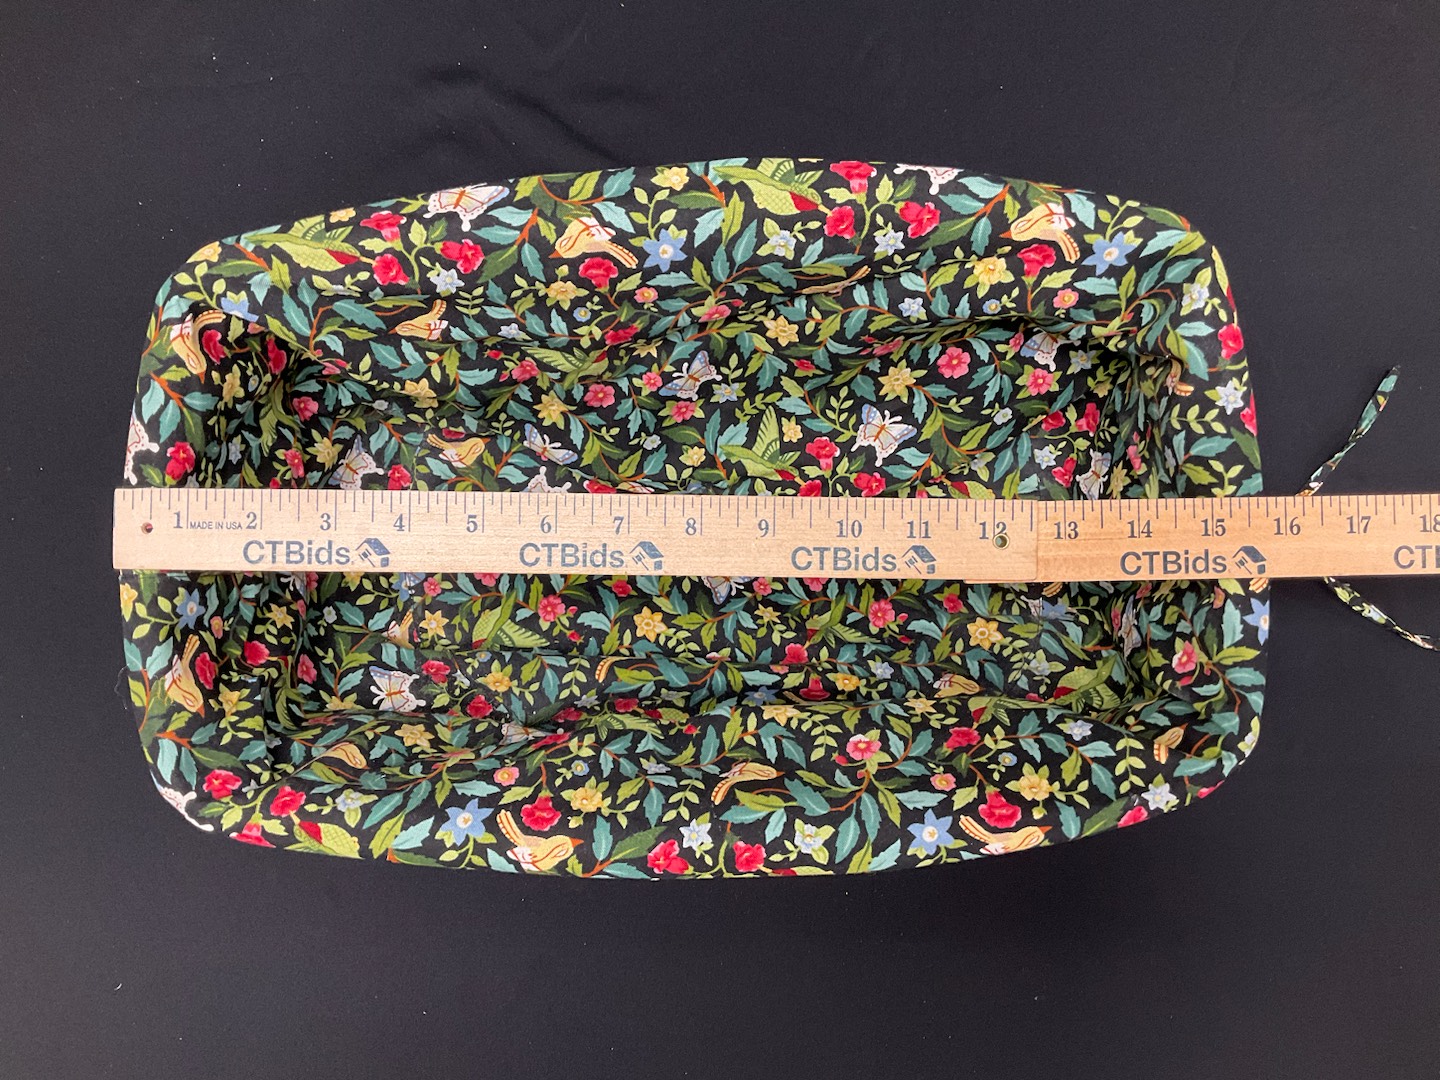 1 MADE IN USA 2 3 4 5 6 7 8 9 10 11 12 13 14 15 16 17 18
CTBids. CTBids. CTBids. CTBids CTB